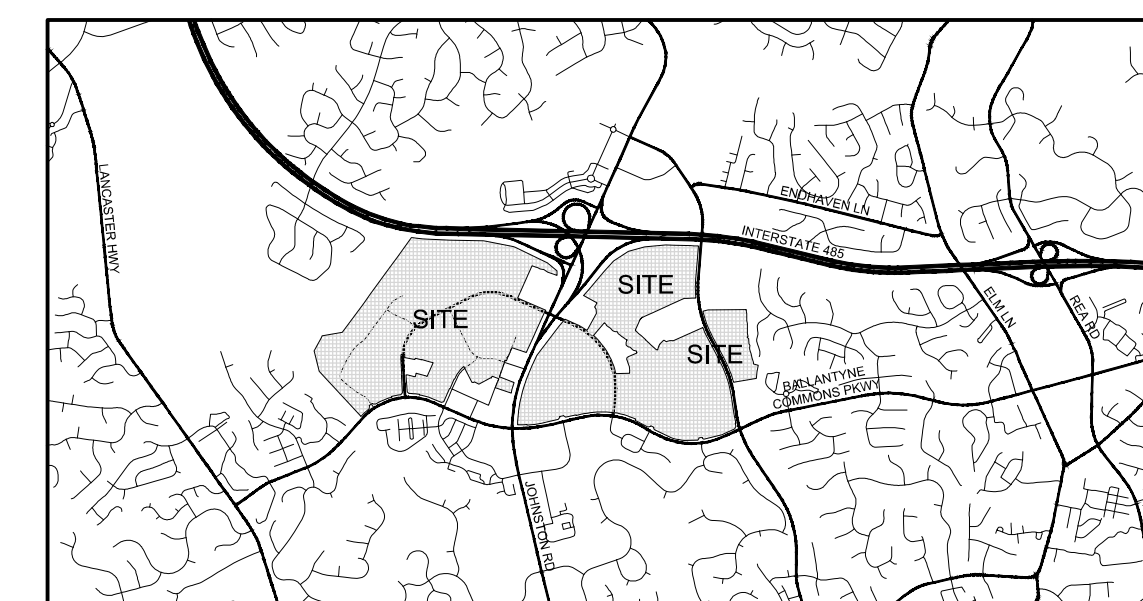 LANCASTER HWY
ENDHAVEN LN
INTERSTATE 485
SITE
SITE
SITE
ELM LN
REA RD
BALLANTYNE
COMMONS PKWY
JOHNSTON RD